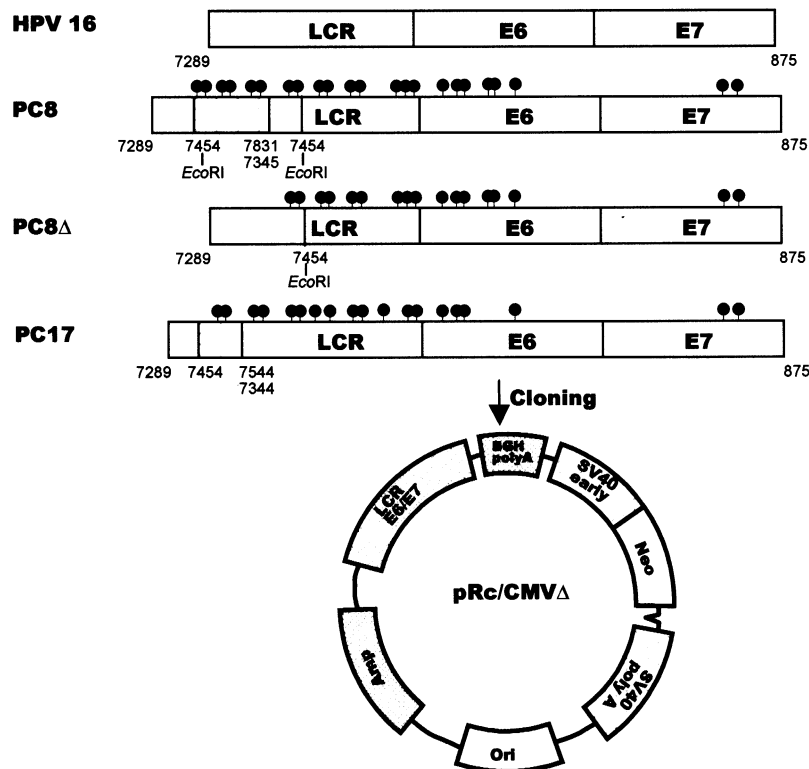 HPV 16
LCR E6 E7
7289 875
PC8
LCR E6 E7
7289 7454 7831 7454 875
7345
EcoRI EcoRI
PC8Δ
LCR E6 E7
7289 7454 875
EcoRI
PC17
LCR E6 E7
7289 7454 7544 875
7344
Cloning
BGH
polyA
SV40
early
LCR
E6/E7
Neo
pRc/CMVΔ
Amp
SV40
poly A
Ori